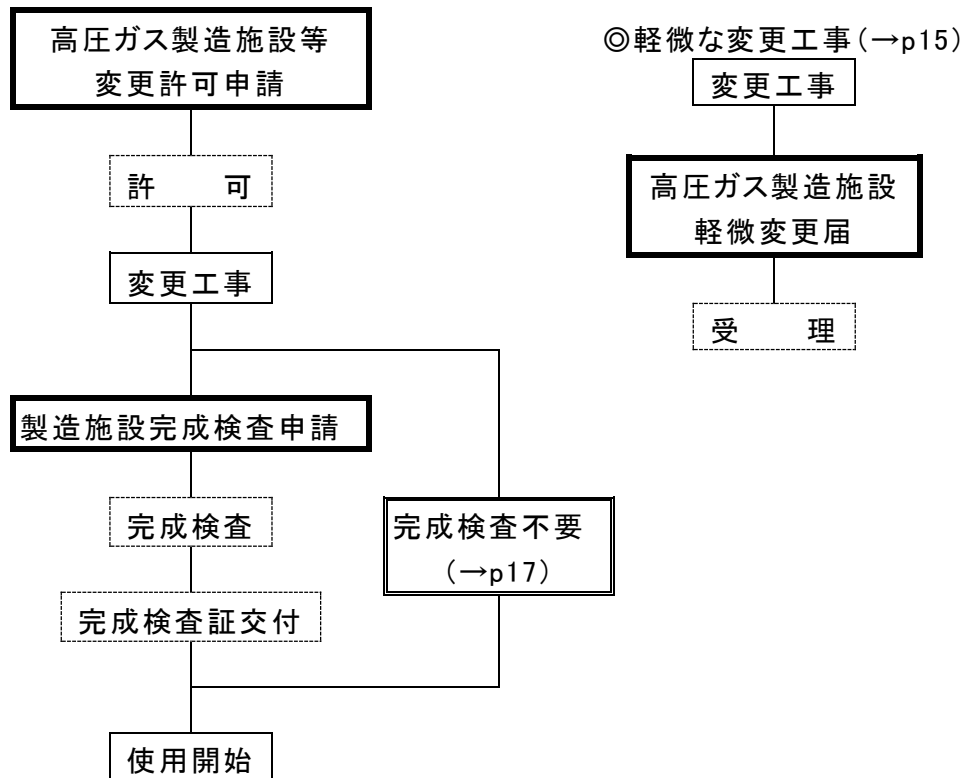 高圧ガス製造施設等
変更許可申請
許　　可
変更工事
製造施設完成検査申請
完成検査
完成検査証交付
完成検査不要
（→p17）
使用開始
◎軽微な変更工事（→p15）
変更工事
高圧ガス製造施設
軽微変更届
受　　理